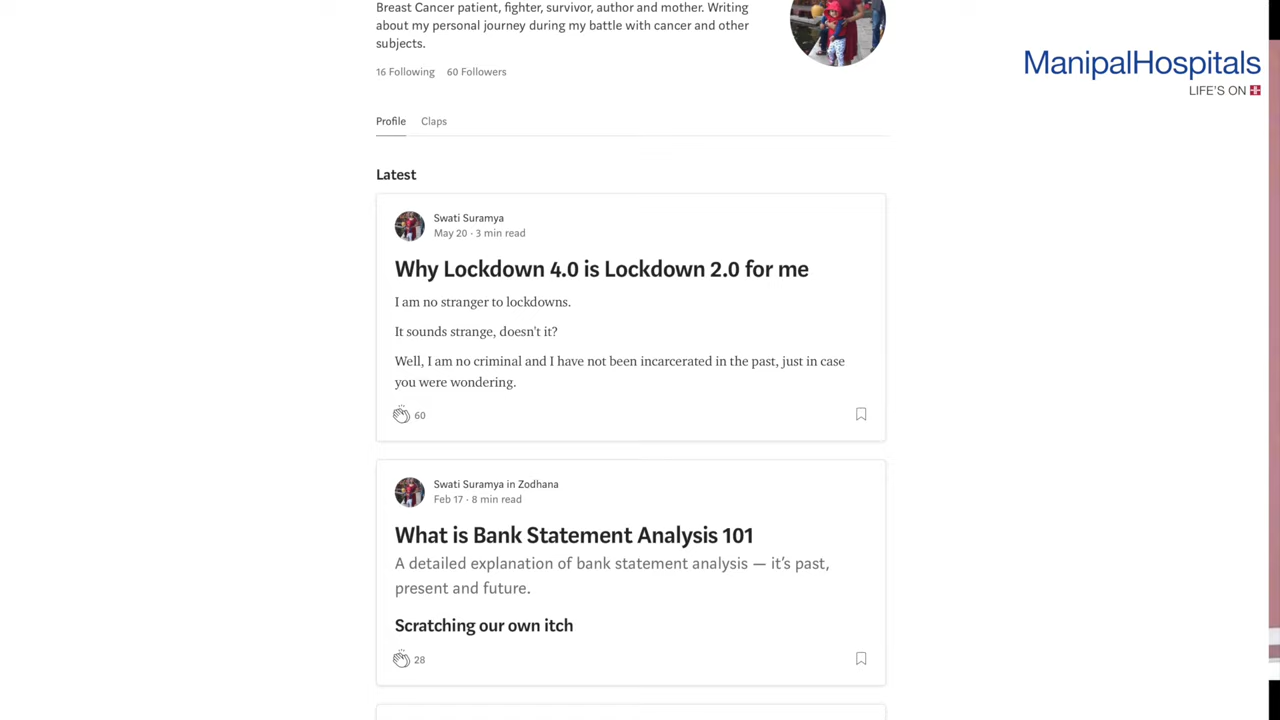 Breast Cancer patient, fighter, survivor, author and mother. Writing
about my personal journey during my battle with cancer and other
subjects.
16 Following 60 Followers
ManipalHospitals
LIFE'S ON
Profile Claps
Latest
Swati Suramya
May 20 · 3 min read
Why Lockdown 4.0 is Lockdown 2.0 for me
I am no stranger to lockdowns.
It sounds strange, doesn't it?
Well, I am no criminal and I have not been incarcerated in the past, just in case
you were wondering.
60
Swati Suramya in Zodhana
Feb 17 · 8 min read
What is Bank Statement Analysis 101
A detailed explanation of bank statement analysis — it’s past,
present and future.
Scratching our own itch
28